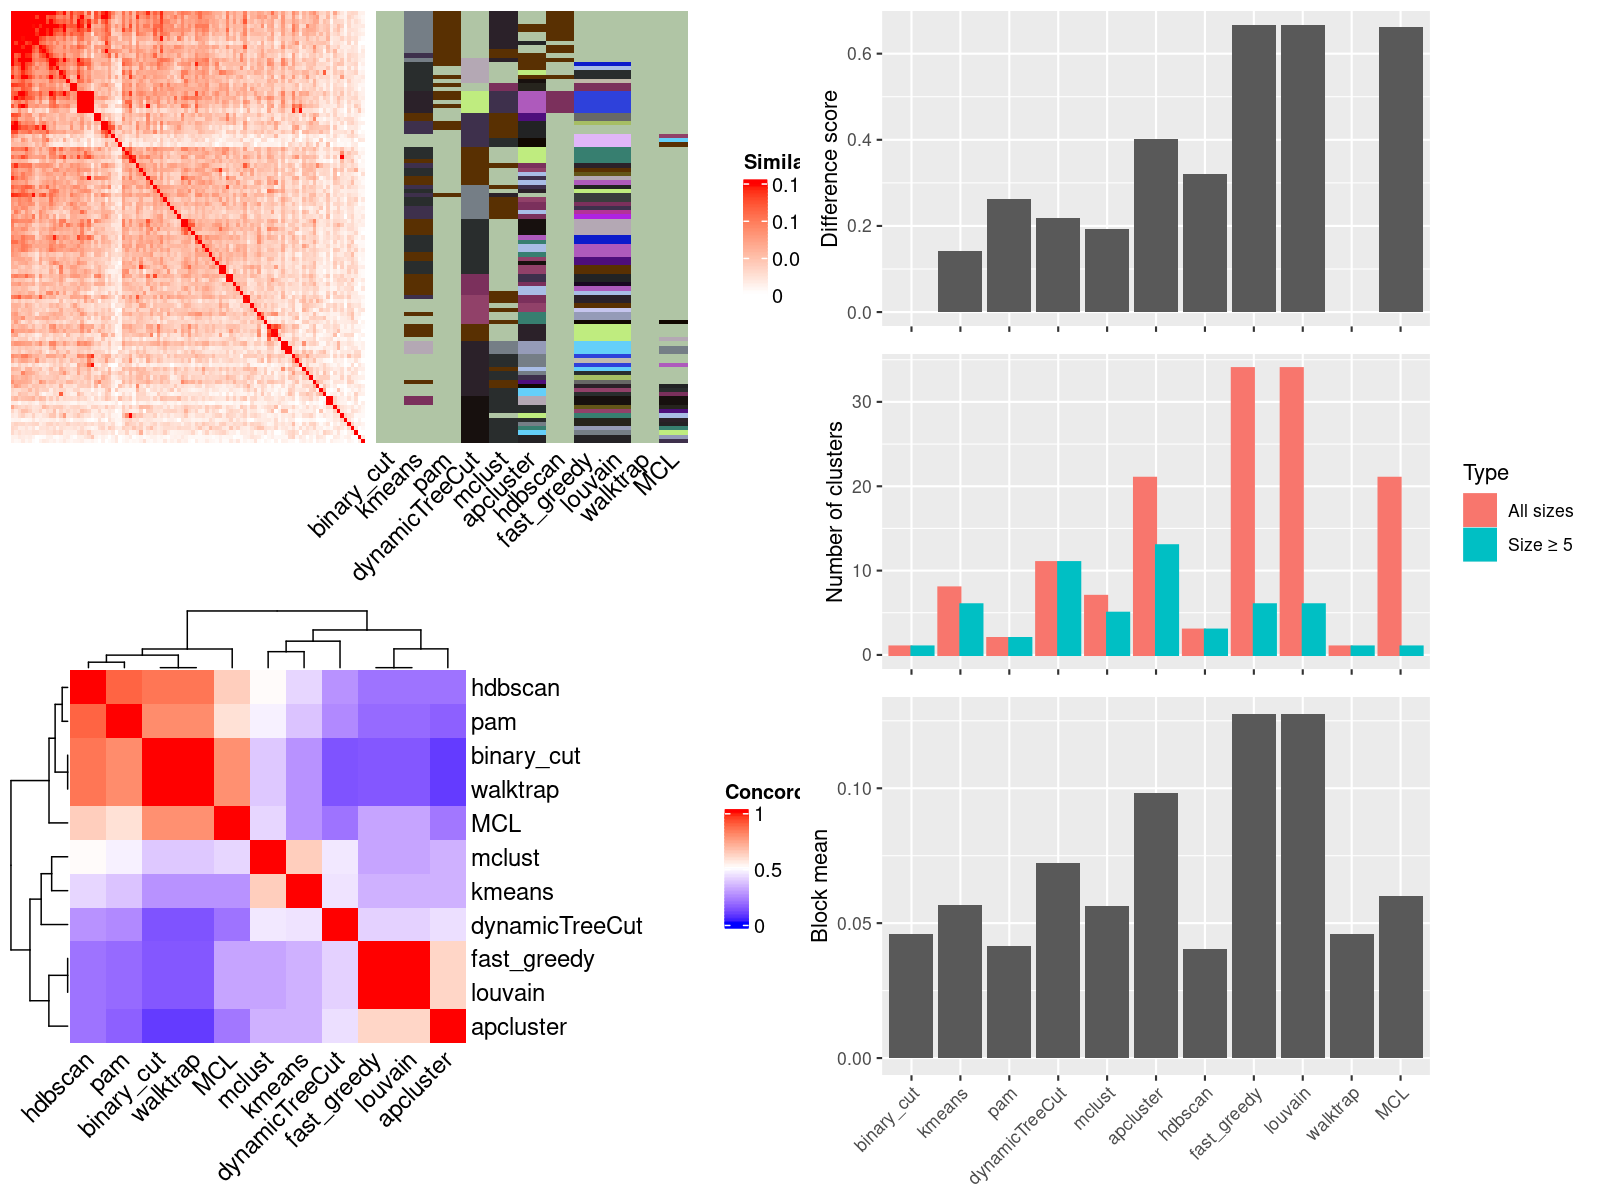 Simila
0.1
0.1
0.0
0
binary_cut
kmeans
pam
dynamicTreeCut
mclust
apcluster
hdbscan
fast_greedy
louvain
walktrap
MCL
hdbscan
pam
binary_cut
walktrap
MCL
mclust
kmeans
dynamicTreeCut
fast_greedy
louvain
apcluster
hdbscan
pam
binary_cut
walktrap
MCL
mclust
kmeans
dynamicTreeCut
fast_greedy
louvain
apcluster
Concord
1
0.5
0
Difference score
0.6
0.4
0.2
0.0
Number of clusters
30
20
10
0
Type
All sizes
Size ≥ 5
Block mean
0.10
0.05
0.00
binary_cut
kmeans
pam
dynamicTreeCut
mclust
apcluster
hdbscan
fast_greedy
louvain
walktrap
MCL